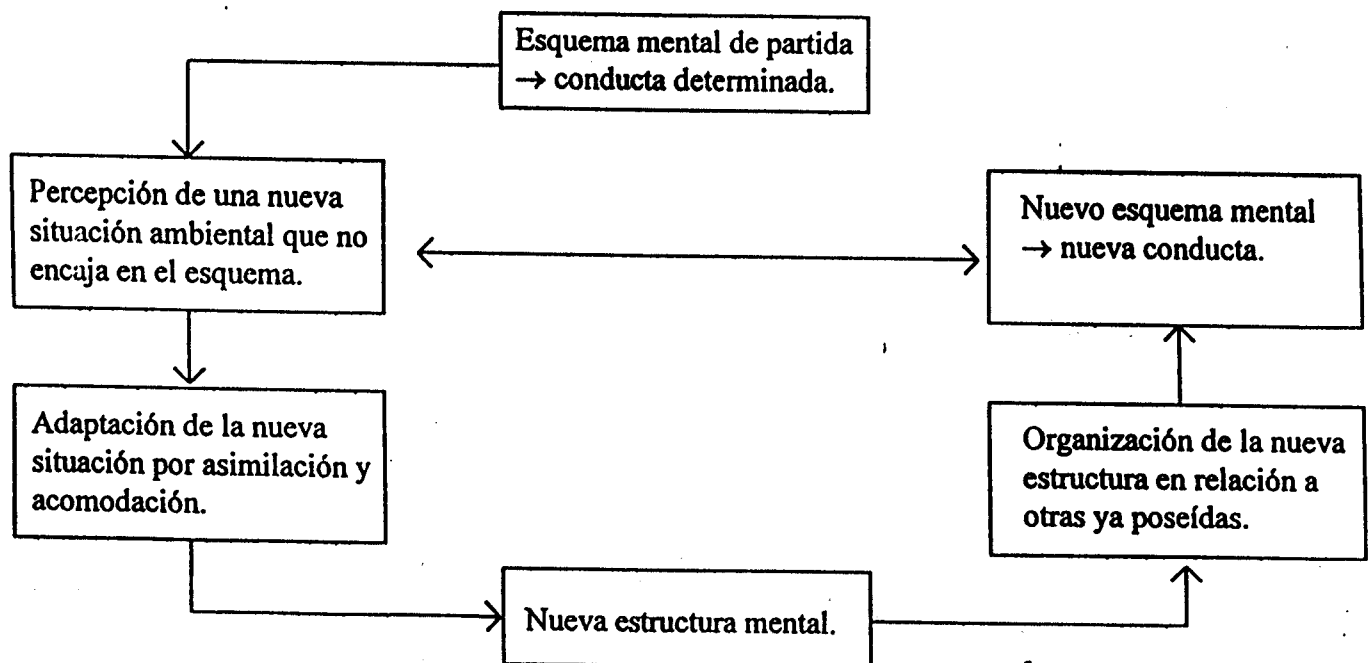 Esquema mental de partida
→ conducta determinada.
Percepción de una nueva
situación ambiental que no
encaja en el esquema.
Nuevo esquema mental
→ nueva conducta.
Adaptación de la nueva
situación por asimilación y
acomodación.
Organización de la nueva
estructura en relación a
otras ya poseídas.
Nueva estructura mental.